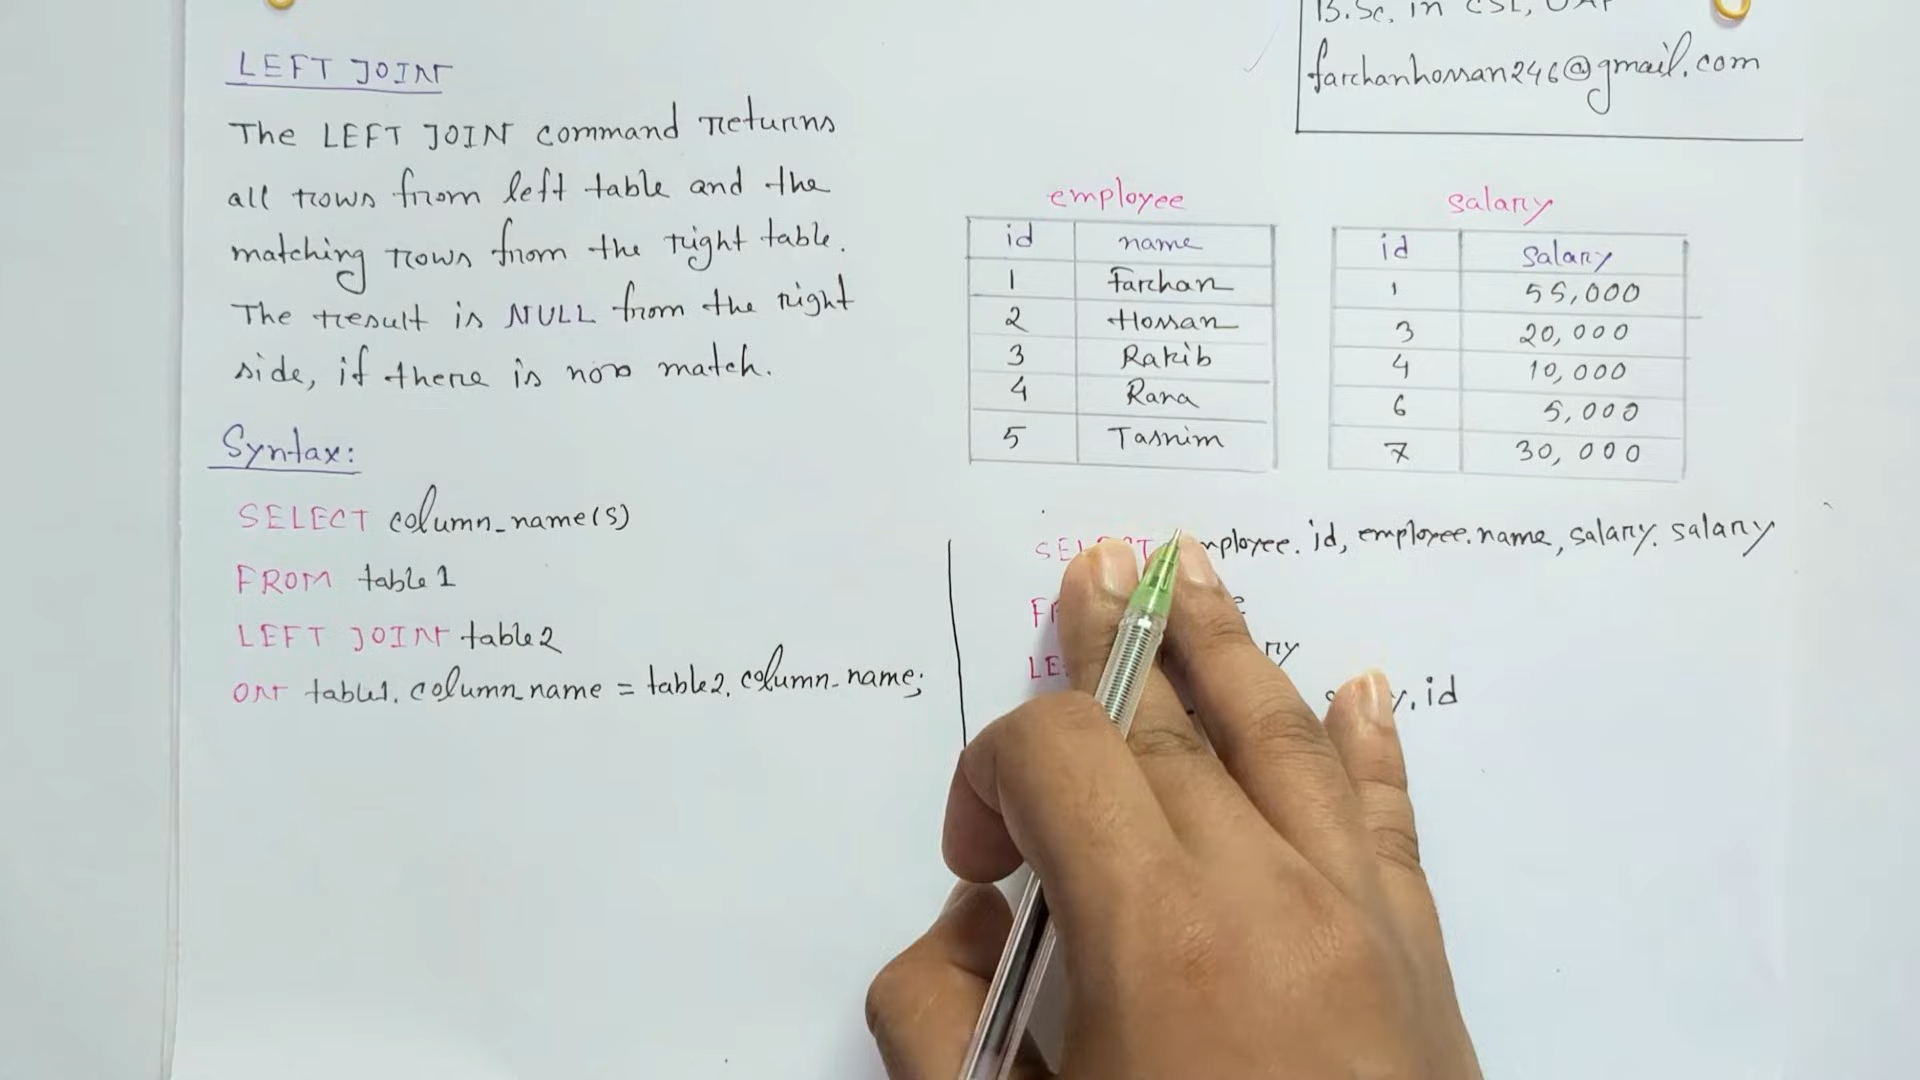 LEFT JOIN
The LEFT JOIN command returns
all rows from left table and the
matching rows from the right table.
The result is NULL from the right
side, if there is no match.
Syntax:
SELECT column_name(s)
FROM table1
LEFT JOIN table2
ON table1.column_name = table2.column_name;
B.Sc. in CSE, UAP
farhanhossan246@gmail.com
employee
id name
1 Farhan
2 Hossan
3 Rakib
4 Rana
5 Tasnim
salary
id salary
1 55,000
3 20,000
4 10,000
6 5,000
7 30,000
employee.id, employee.name, salary.salary